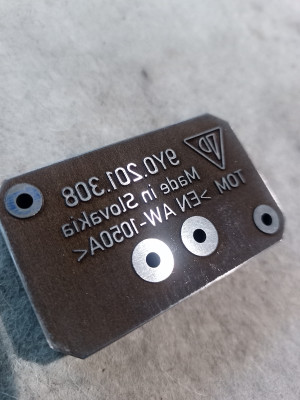 9Y0.201.308
Made in Slovakia
TOM >EN AW-1050A<